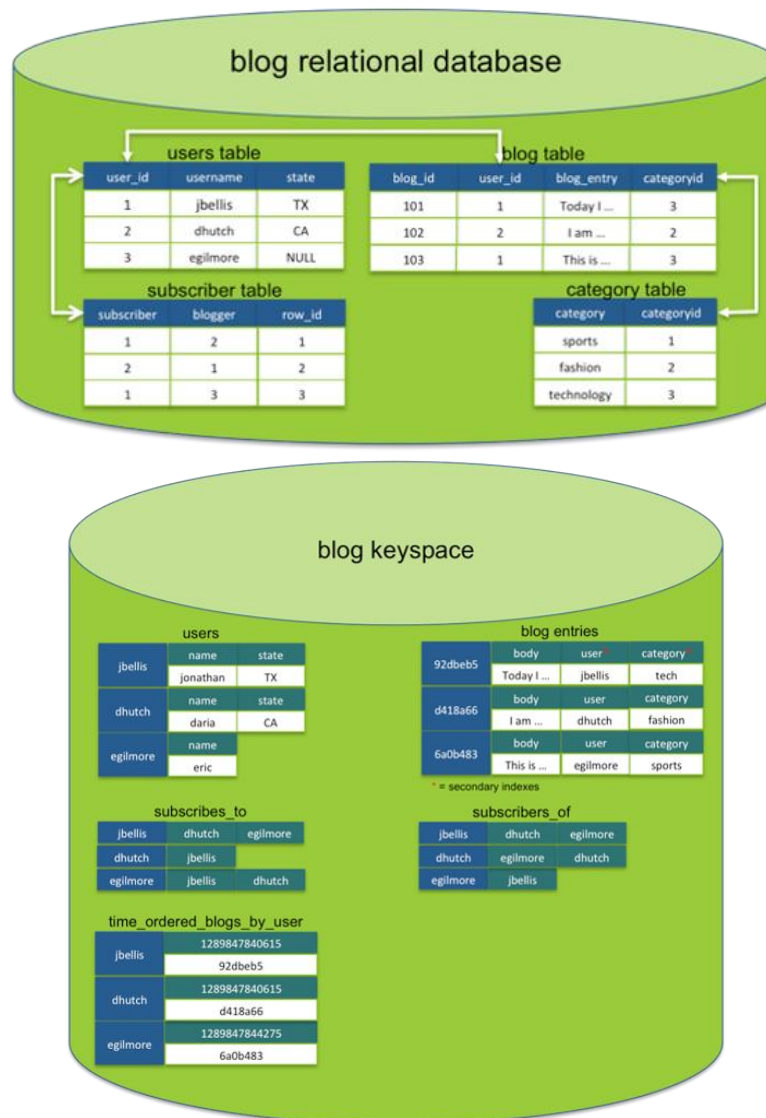 blog relational database
users table
user_id username state
1 jbellis TX
2 dhutch CA
3 egilmore NULL
blog table
blog_id user_id blog_entry categoryid
101 1 Today I ... 3
102 2 I am ... 2
103 1 This is ... 3
subscriber table
subscriber blogger row_id
1 2 1
2 1 2
1 3 3
category table
category categoryid
sports 1
fashion 2
technology 3
blog keyspace
users
jbellis
name state
jonathan TX
dhutch
name state
daria CA
egilmore
name
eric
blog entries
92dbeb5
body user* category*
Today I ... jbellis tech
d418a66
body user category
I am ... dhutch fashion
6a0b483
body user category
This is ... egilmore sports
* = secondary indexes
subscribes_to
jbellis dhutch egilmore
dhutch jbellis
egilmore jbellis dhutch
subscribers_of
jbellis dhutch egilmore
dhutch egilmore dhutch
egilmore jbellis
time_ordered_blogs_by_user
jbellis
1289847840615
92dbeb5
dhutch
1289847840615
d418a66
egilmore
1289847844275
6a0b483